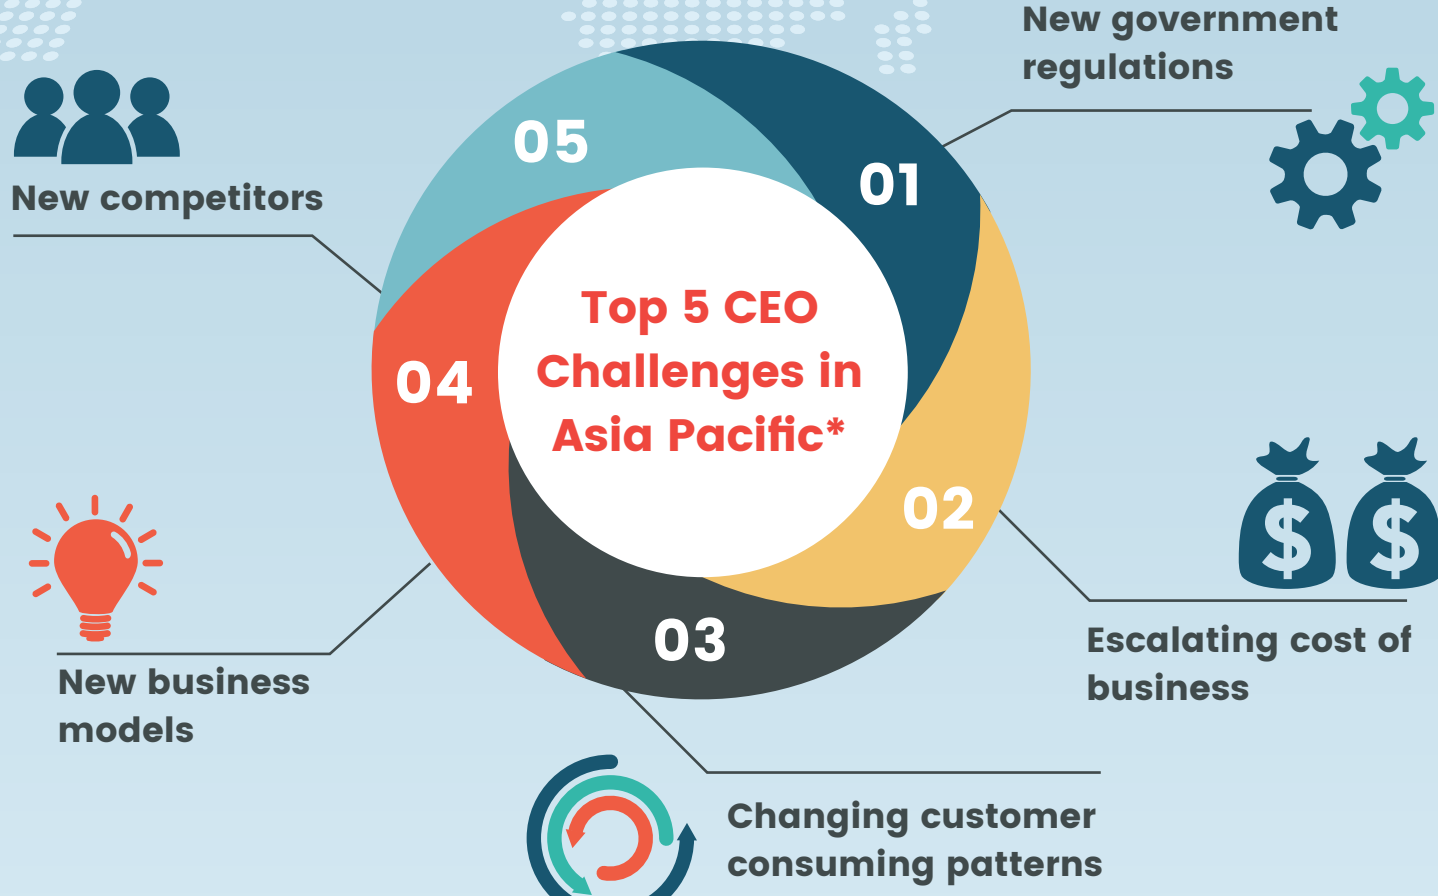 Top 5 CEO
Challenges in
Asia Pacific*
01
New government
regulations
02
Escalating cost of
business
03
Changing customer
consuming patterns
04
New business
models
05
New competitors
$
$